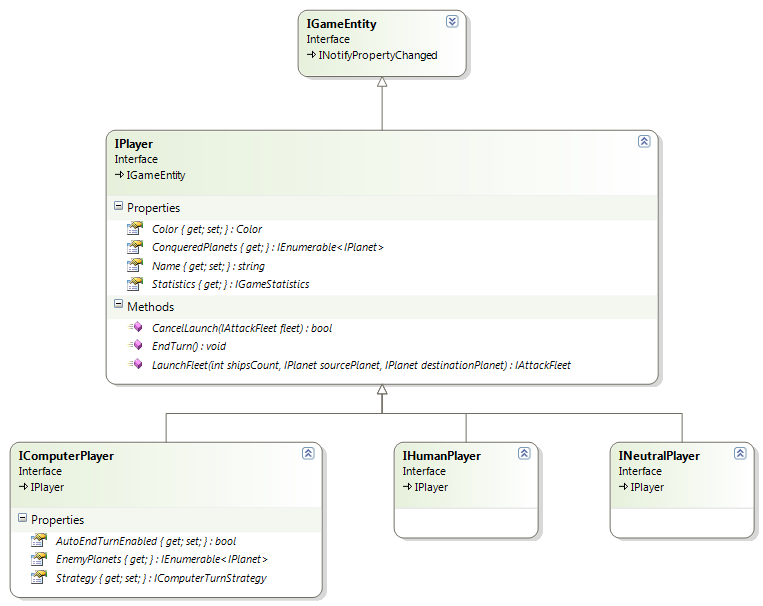 IGameEntity
Interface
INotifyPropertyChanged
IPlayer
Interface
IGameEntity
Properties
Color { get; set; } : Color
ConqueredPlanets { get; } : IEnumerable<IPlanet>
Name { get; set; } : string
Statistics { get; } : IGameStatistics
Methods
CancelLaunch(IAttackFleet fleet) : bool
EndTurn() : void
LaunchFleet(int shipsCount, IPlanet sourcePlanet, IPlanet destinationPlanet) : IAttackFleet
IComputerPlayer
Interface
IPlayer
Properties
AutoEndTurnEnabled { get; set; } : bool
EnemyPlanets { get; } : IEnumerable<IPlanet>
Strategy { get; set; } : IComputerTurnStrategy
IHumanPlayer
Interface
IPlayer
INeutralPlayer
Interface
IPlayer